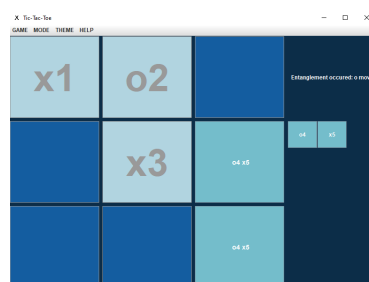 X Tic-Tac-Toe
GAME MODE THEME HELP
x1 o2
Entanglement occured: o mov
o4 x5
x3
o4 x5
o4 x5